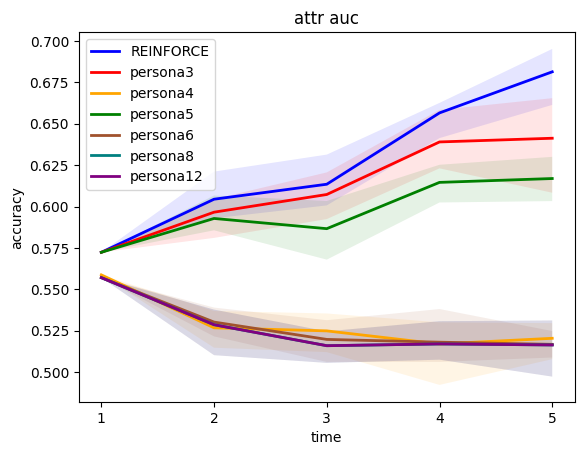 attr auc
REINFORCE
persona3
persona4
persona5
persona6
persona8
persona12
accuracy
0.700
0.675
0.650
0.625
0.600
0.575
0.550
0.525
0.500
1 2 3 4 5
time